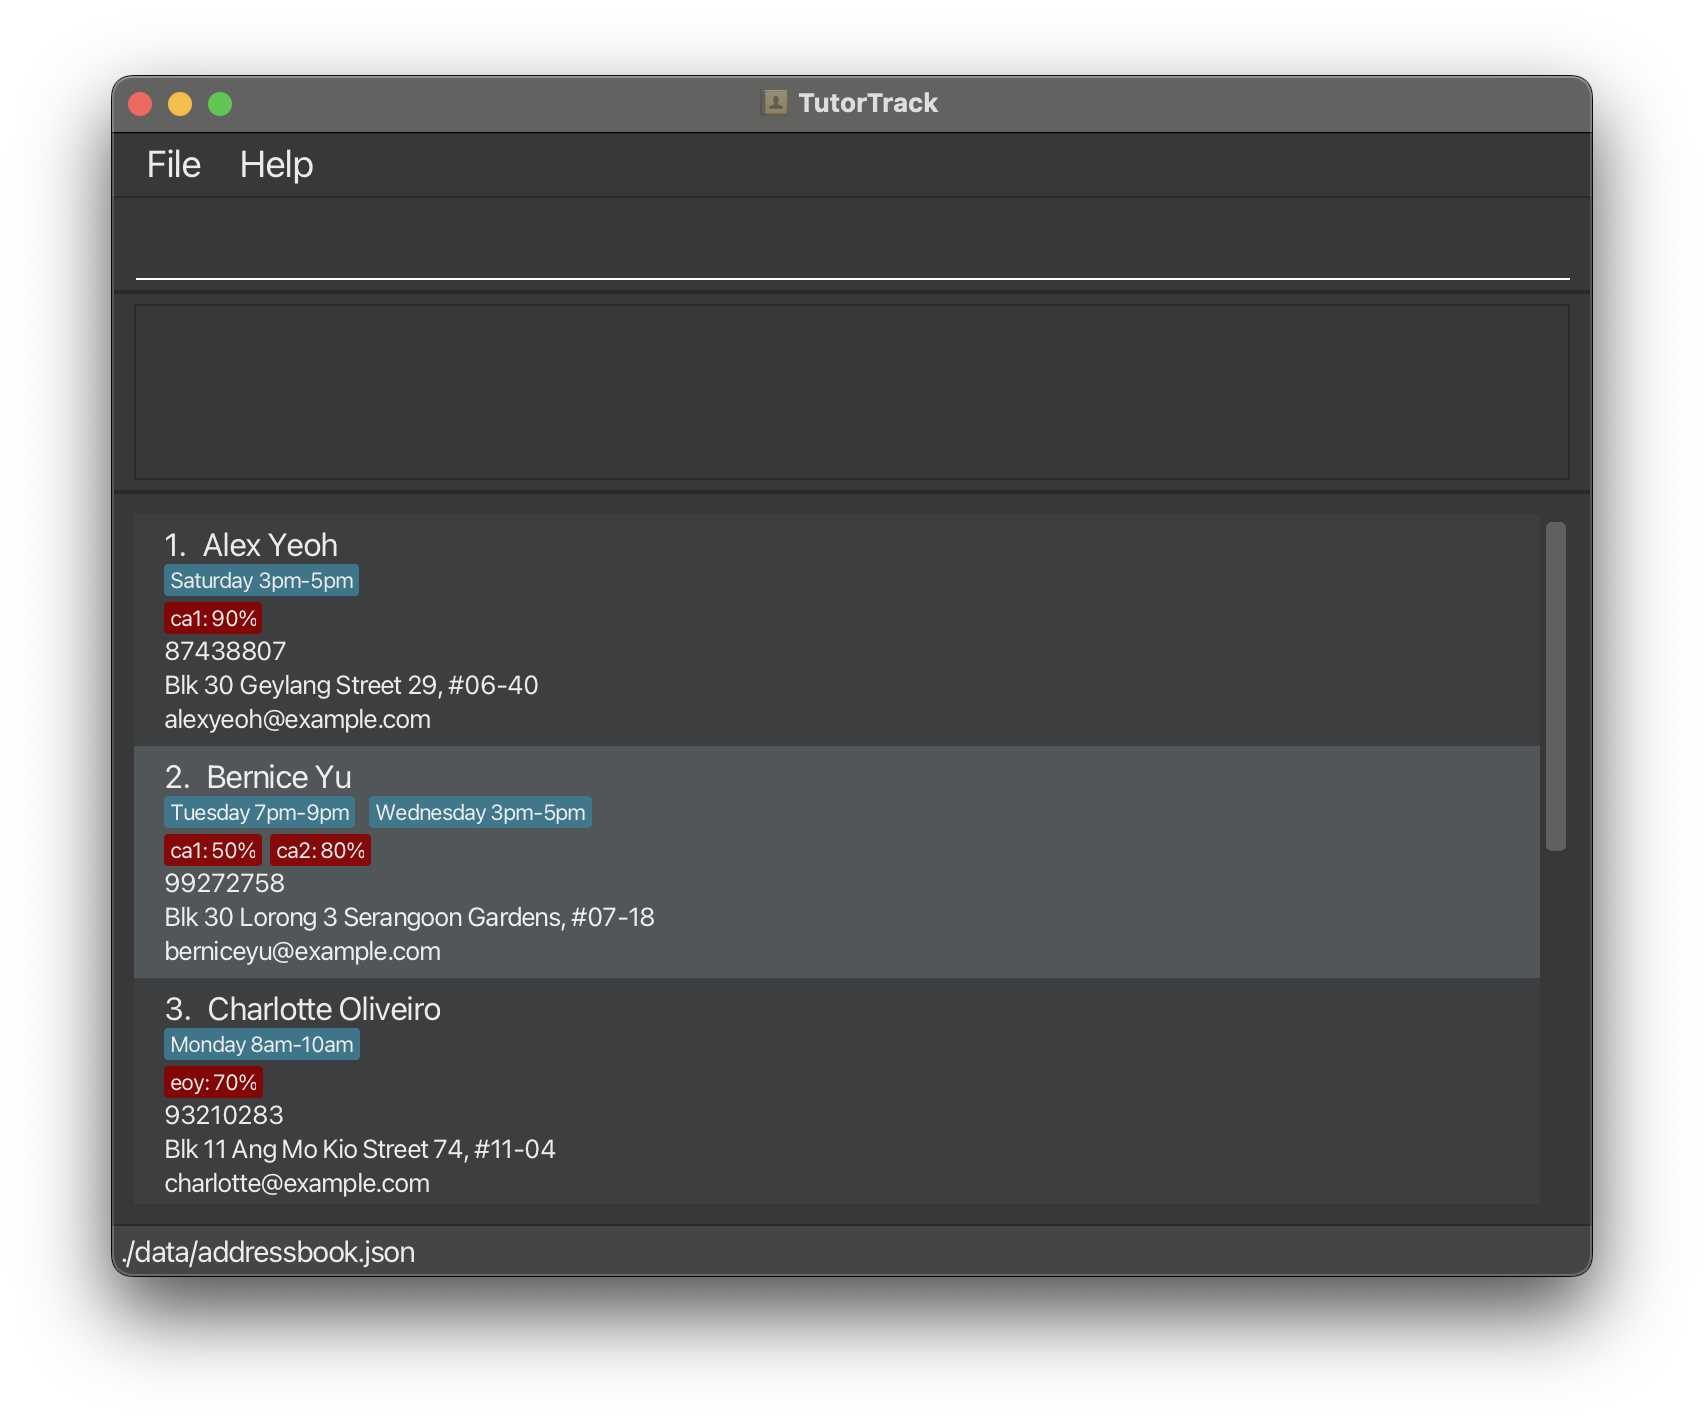 TutorTrack
File Help
1. Alex Yeoh
Saturday 3pm-5pm
ca1: 90%
87438807
Blk 30 Geylang Street 29, #06-40
alexyeoh@example.com
2. Bernice Yu
Tuesday 7pm-9pm Wednesday 3pm-5pm
ca1: 50% ca2: 80%
99272758
Blk 30 Lorong 3 Serangoon Gardens, #07-18
berniceyu@example.com
3. Charlotte Oliveiro
Monday 8am-10am
eoy: 70%
93210283
Blk 11 Ang Mo Kio Street 74, #11-04
charlotte@example.com
./data/addressbook.json